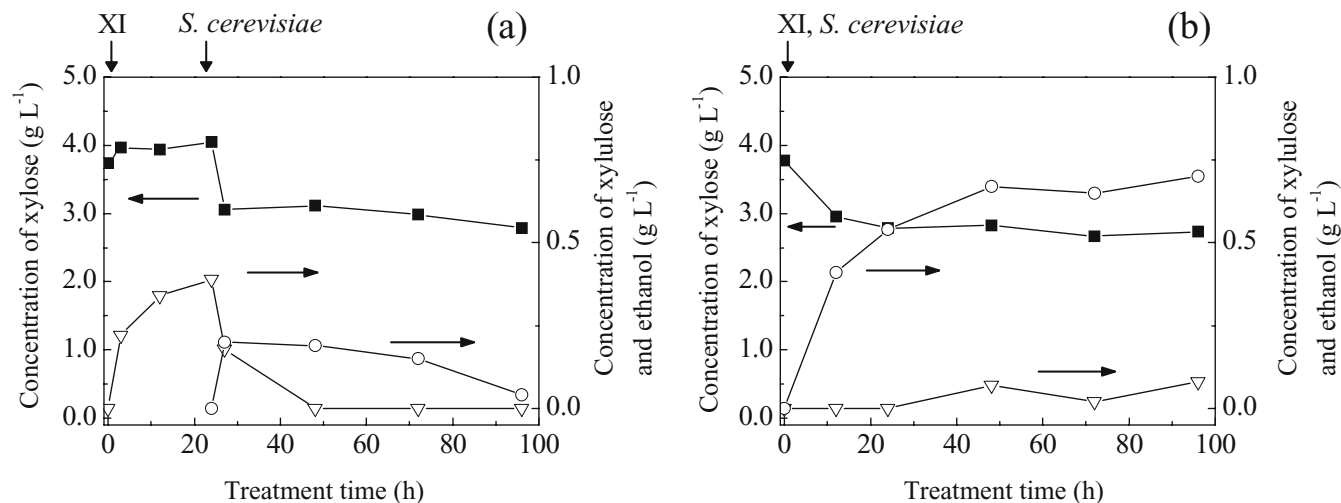 XI
S. cerevisiae
(a)
5.0
4.0
3.0
2.0
1.0
0.0
1.0
0.5
0.0
0
20
40
60
80
100
Concentration of xylose (g L⁻¹)
Concentration of xylulose
and ethanol (g L⁻¹)
Treatment time (h)
XI, S. cerevisiae
(b)
5.0
4.0
3.0
2.0
1.0
0.0
1.0
0.5
0.0
0
20
40
60
80
100
Concentration of xylose (g L⁻¹)
Concentration of xylulose
and ethanol (g L⁻¹)
Treatment time (h)